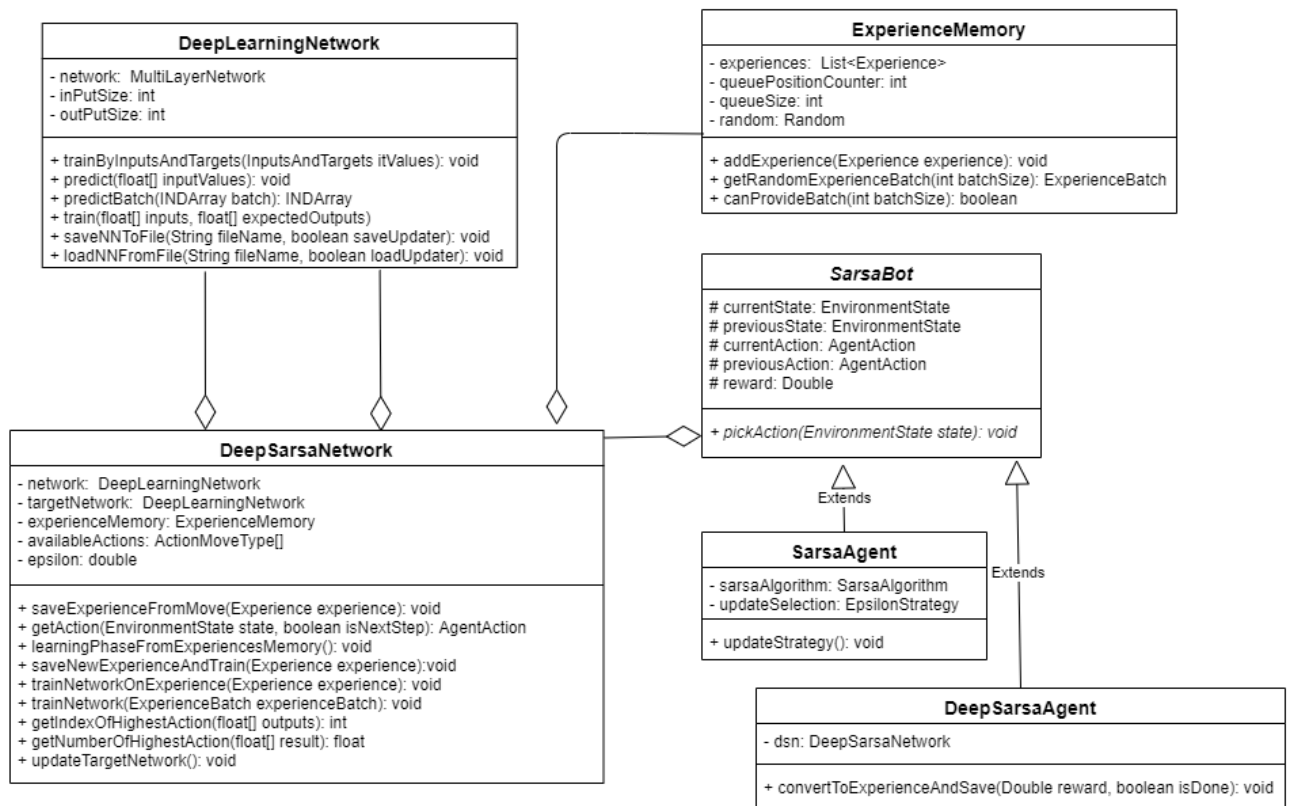 DeepLearningNetwork
- network: MultiLayerNetwork
- inPutSize: int
- outPutSize: int
+ trainByInputsAndTargets(InputsAndTargets itValues): void
+ predict(float[] inputValues): void
+ predictBatch(INDArray batch): INDArray
+ train(float[] inputs, float[] expectedOutputs)
+ saveNNToFile(String fileName, boolean saveUpdater): void
+ loadNNFromFile(String fileName, boolean loadUpdater): void
ExperienceMemory
- experiences: List<Experience>
- queuePositionCounter: int
- queueSize: int
- random: Random
+ addExperience(Experience experience): void
+ getRandomExperienceBatch(int batchSize): ExperienceBatch
+ canProvideBatch(int batchSize): boolean
SarsaBot
# currentState: EnvironmentState
# previousState: EnvironmentState
# currentAction: AgentAction
# previousAction: AgentAction
# reward: Double
+ pickAction(EnvironmentState state): void
DeepSarsaNetwork
- network: DeepLearningNetwork
- targetNetwork: DeepLearningNetwork
- experienceMemory: ExperienceMemory
- availableActions: ActionMoveType[]
- epsilon: double
+ saveExperienceFromMove(Experience experience): void
+ getAction(EnvironmentState state, boolean isNextStep): AgentAction
+ learningPhaseFromExperiencesMemory(): void
+ saveNewExperienceAndTrain(Experience experience):void
+ trainNetworkOnExperience(Experience experience): void
+ trainNetwork(ExperienceBatch experienceBatch): void
+ getIndexOfHighestAction(float[] outputs): int
+ getNumberOfHighestAction(float[] result): float
+ updateTargetNetwork(): void
Extends
SarsaAgent
- sarsaAlgorithm: SarsaAlgorithm
- updateSelection: EpsilonStrategy
+ updateStrategy(): void
Extends
DeepSarsaAgent
- dsn: DeepSarsaNetwork
+ convertToExperienceAndSave(Double reward, boolean isDone): void